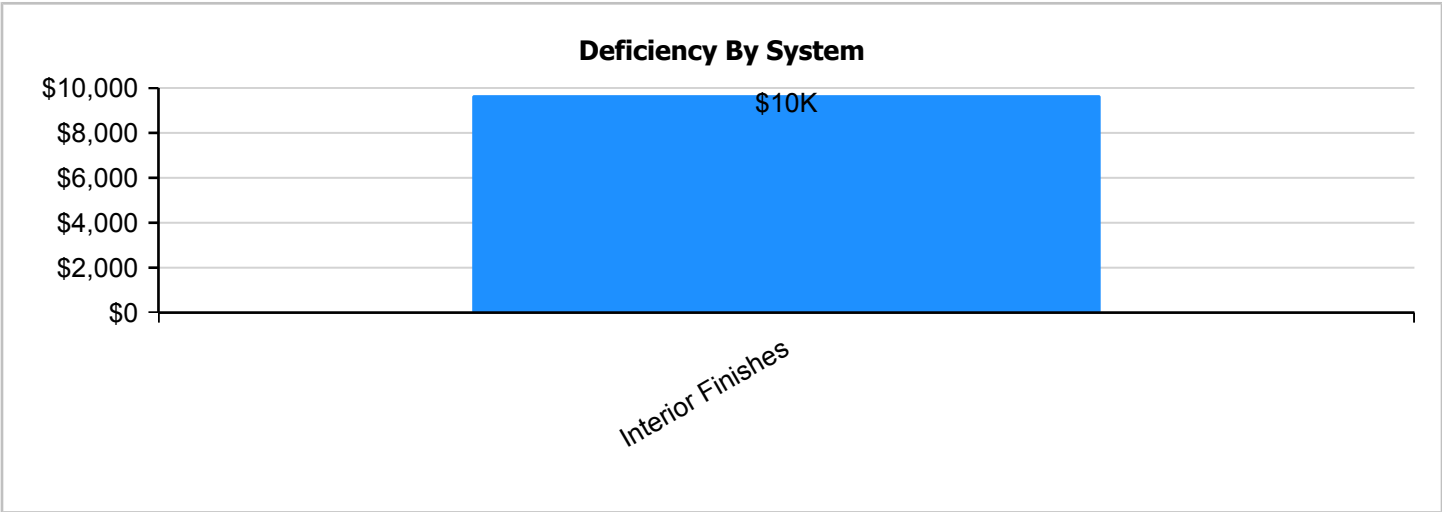 Deficiency By System
$10,000
$10K
$8,000
$6,000
$4,000
$2,000
$0
Interior Finishes